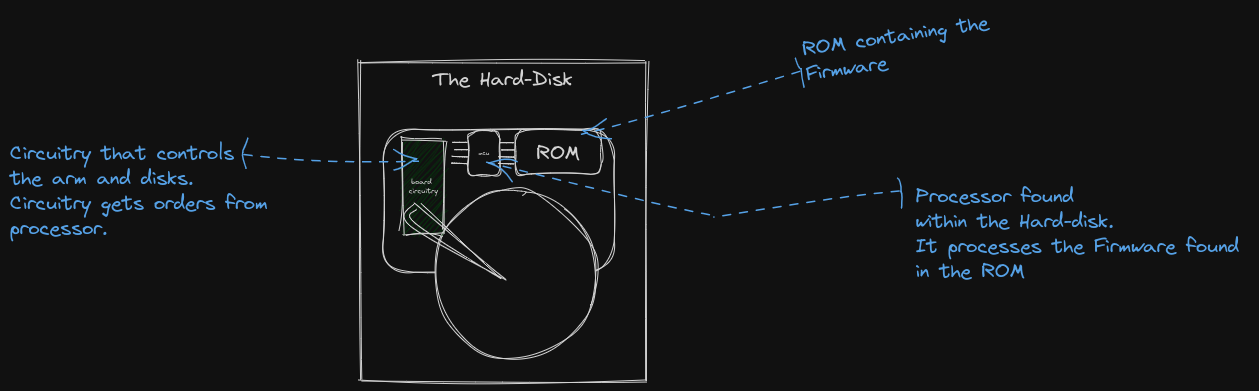 ROM containing the
Firmware
The Hard-Disk
Circuitry that controls
the arm and disks.
Circuitry gets orders from
processor.
board
circuitry
mcu
ROM
Processor found
within the Hard-disk.
It processes the Firmware found
in the ROM